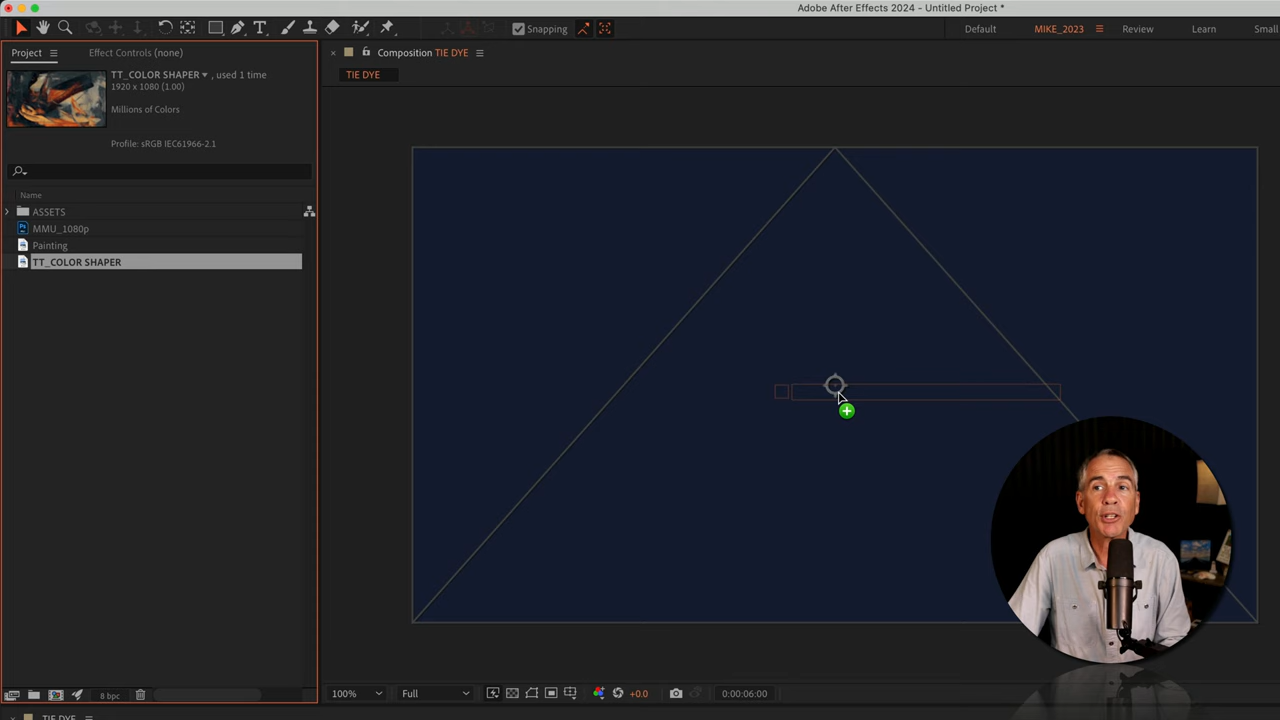 Adobe After Effects 2024 - Untitled Project *
Snapping
Default
MIKE_2023
Review
Learn
Small
Project
Effect Controls (none)
Composition TIE DYE
TIE DYE
TT_COLOR SHAPER ▾ , used 1 time
1920 x 1080 (1.00)
Millions of Colors
Profile: sRGB IEC61966-2.1
Name
ASSETS
MMU_1080p
Painting
TT_COLOR SHAPER
8 bpc
100%
Full
+0.0
0:00:06:00
TIE DYE